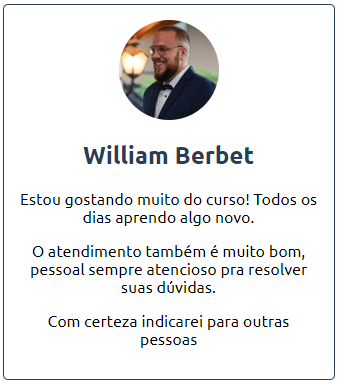 William Berbet
Estou gostando muito do curso! Todos os
dias aprendo algo novo.
O atendimento também é muito bom,
pessoal sempre atencioso pra resolver
suas dúvidas.
Com certeza indicarei para outras
pessoas